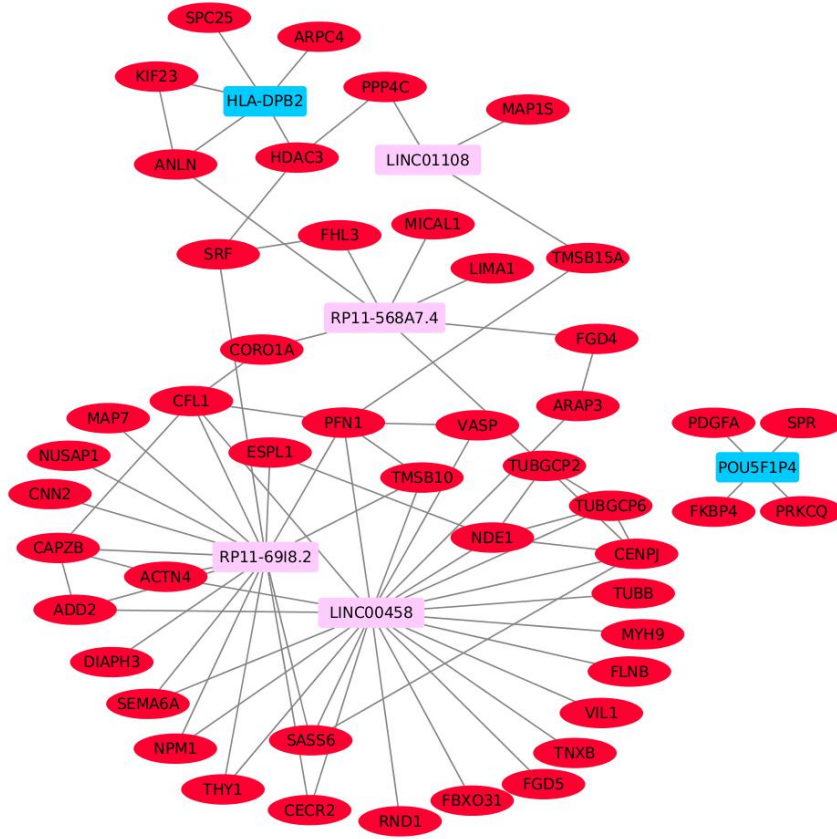 SPC25
ARPC4
KIF23
HLA-DPB2
PPP4C
MAP1S
ANLN
HDAC3
LINC01108
SRF
FHL3
MICAL1
LIMA1
TMSB15A
RP11-568A7.4
CORO1A
FGD4
CFL1
MAP7
PFN1
VASP
ARAP3
PDGFA
SPR
NUSAP1
ESPL1
TUBGCP2
POU5F1P4
CNN2
TMSB10
TUBGCP6
FKBP4
PRKCQ
CAPZB
RP11-69I8.2
NDE1
CENPJ
ACTN4
ADD2
LINC00458
TUBB
MYH9
DIAPH3
FLNB
SEMA6A
VIL1
NPM1
SASS6
TNXB
THY1
FGD5
CECR2
FBXO31
RND1